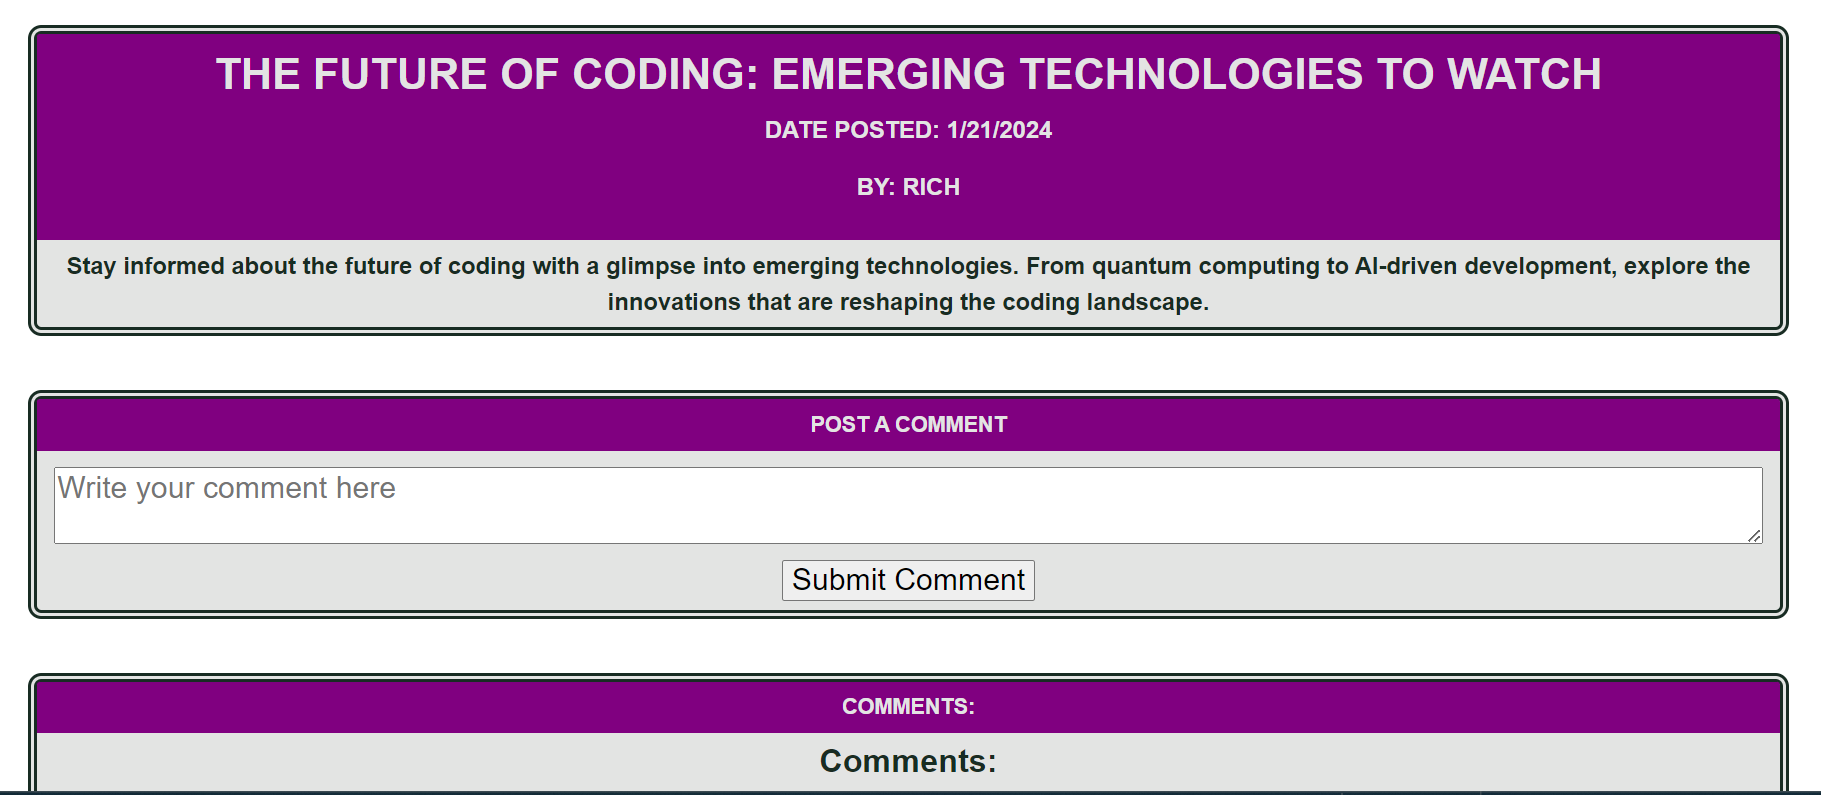 THE FUTURE OF CODING: EMERGING TECHNOLOGIES TO WATCH
DATE POSTED: 1/21/2024
BY: RICH
Stay informed about the future of coding with a glimpse into emerging technologies. From quantum computing to AI-driven development, explore the
innovations that are reshaping the coding landscape.
POST A COMMENT
Write your comment here
Submit Comment
COMMENTS:
Comments: